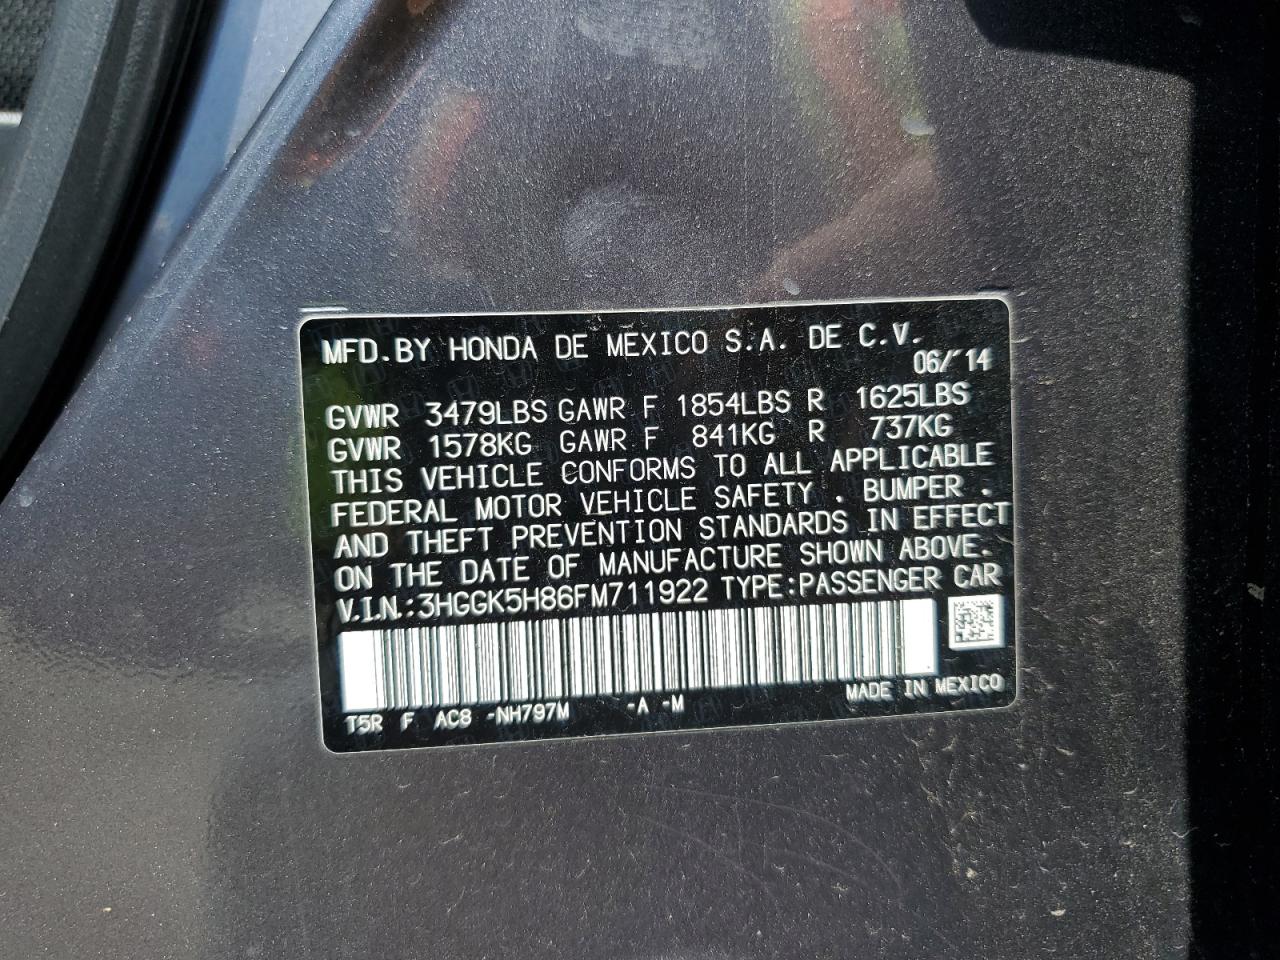 MFD.BY HONDA DE MEXICO S.A. DE C.V.
06/'14
GVWR 3479LBS GAWR F 1854LBS R 1625LBS
GVWR 1578KG GAWR F 841KG R 737KG
THIS VEHICLE CONFORMS TO ALL APPLICABLE
FEDERAL MOTOR VEHICLE SAFETY . BUMPER .
AND THEFT PREVENTION STANDARDS IN EFFECT
ON THE DATE OF MANUFACTURE SHOWN ABOVE.
V.I.N.:3HGGK5H86FM711922 TYPE:PASSENGER CAR
T5R F AC8 -NH797M -A -M MADE IN MEXICO